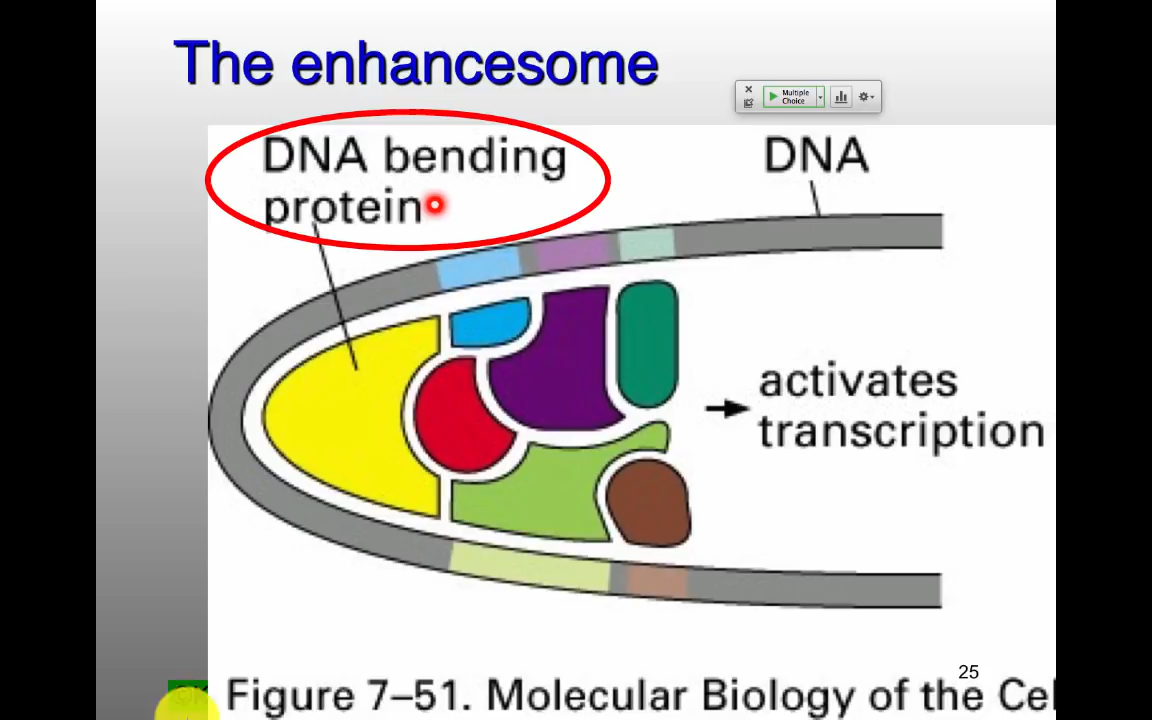 The enhancesome
Multiple
Choice
DNA bending
protein
DNA
activates
transcription
25
Figure 7–51. Molecular Biology of the Cel